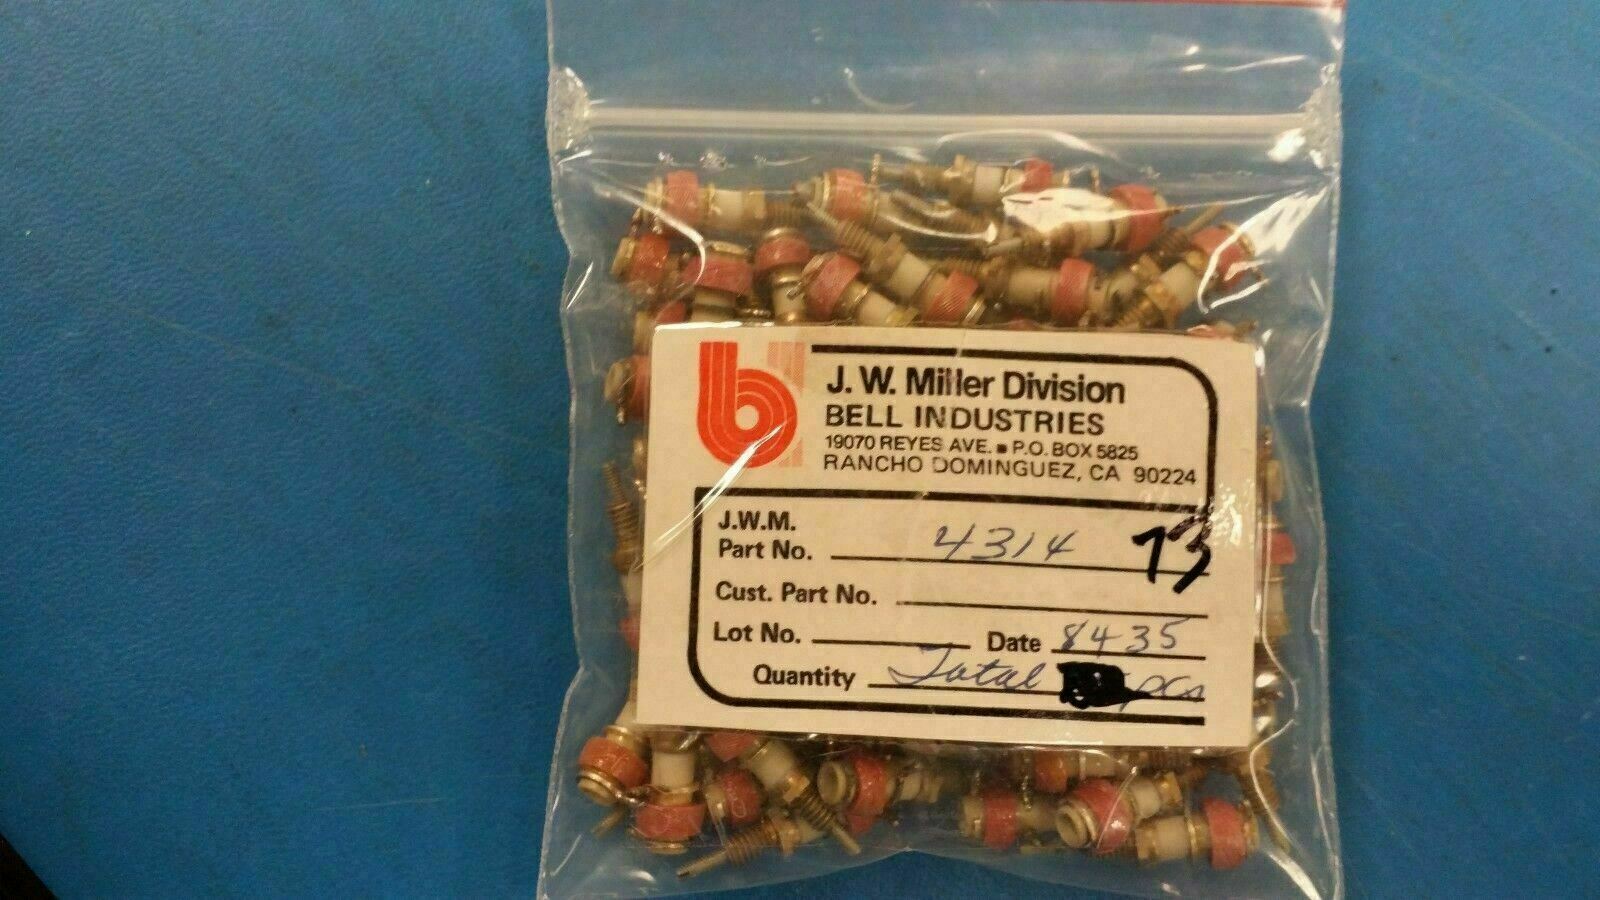 b
J. W. Miller Division
BELL INDUSTRIES
19070 REYES AVE. ■ P.O. BOX 5825
RANCHO DOMINGUEZ, CA 90224
J.W.M.
Part No. 4314 73
Cust. Part No.
Lot No. Date 8435
Quantity Total pcs